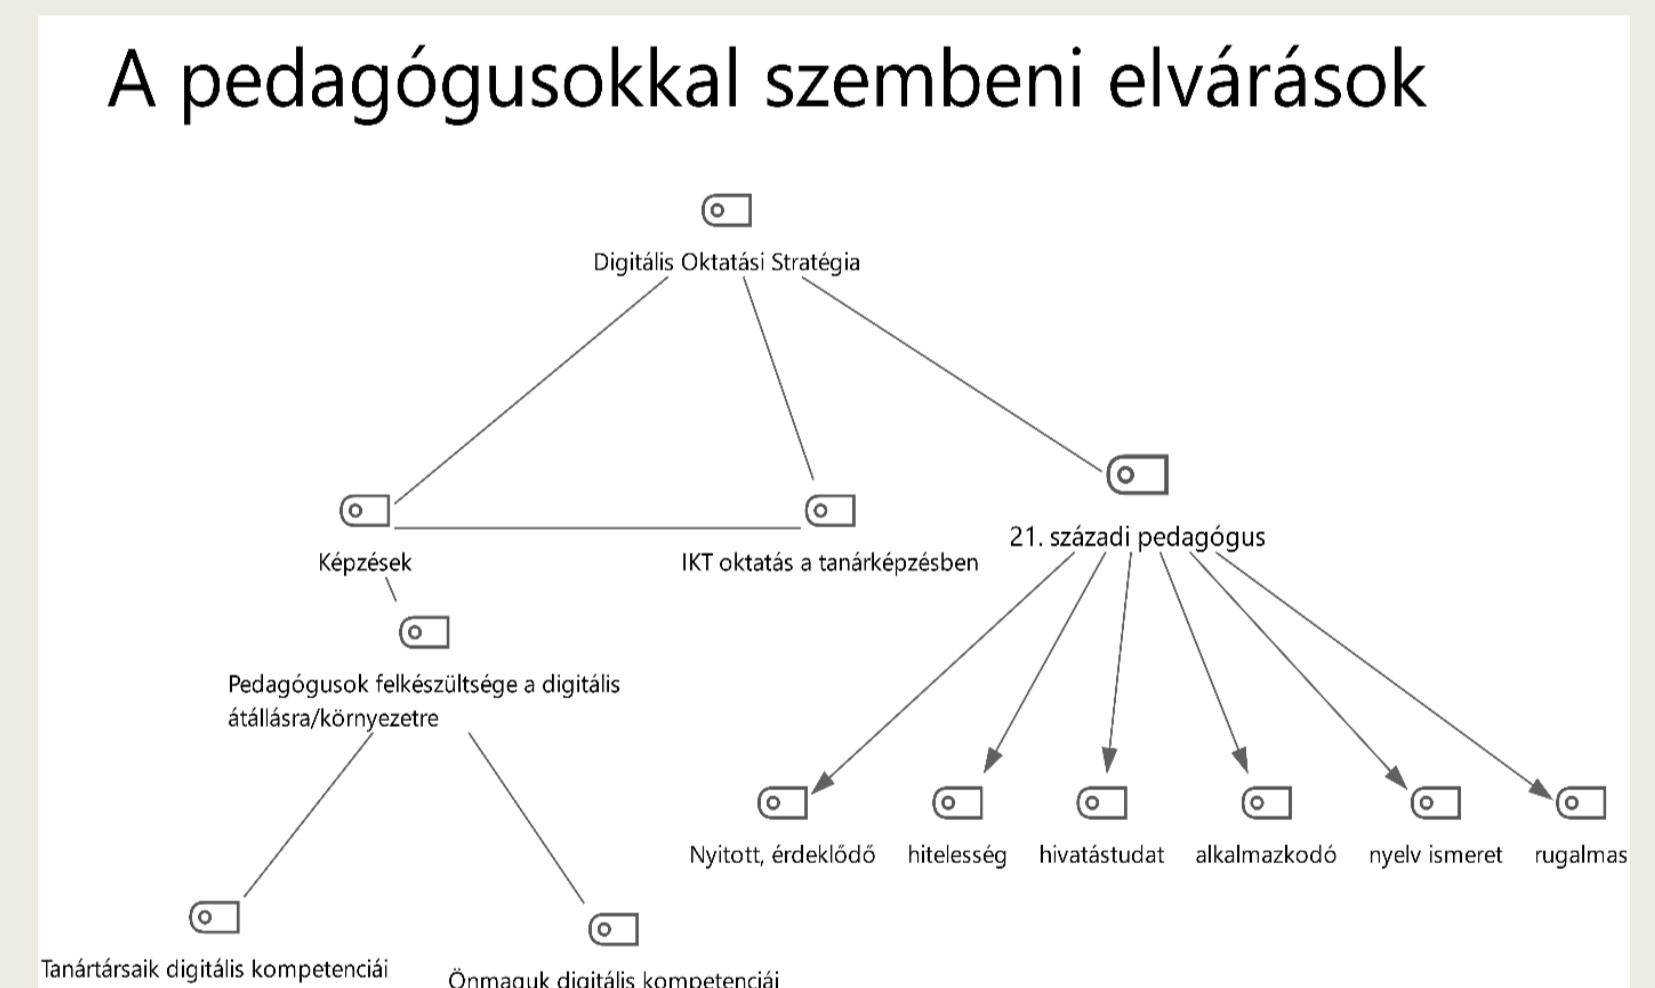 A pedagógusokkal szembeni elvárások
Digitális Oktatási Stratégia
Képzések
IKT oktatás a tanárképzésben
21. századi pedagógus
Pedagógusok felkészültsége a digitális
átállásra/környezetre
Nyitott, érdeklődő
hitelesség
hivatástudat
alkalmazkodó
nyelv ismeret
rugalmas
Tanártársaik digitális kompetenciái
Önmaguk digitális kompetenciái